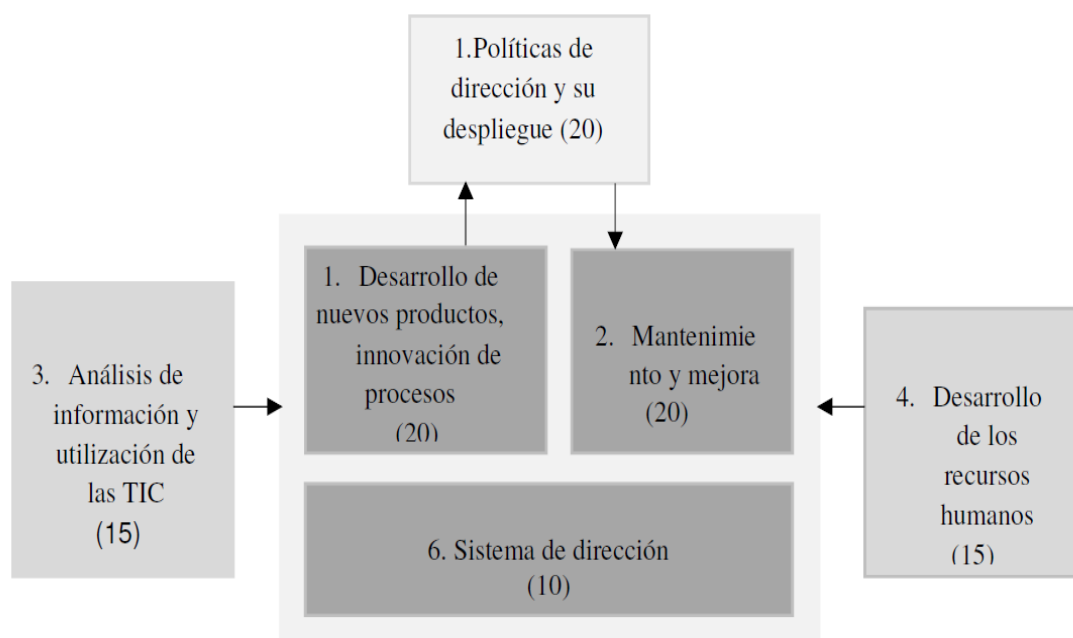 1.Políticas de
dirección y su
despliegue (20)
1. Desarrollo de
nuevos productos,
innovación de
procesos
(20)
2. Mantenimie
nto y mejora
(20)
3. Análisis de
información y
utilización de
las TIC
(15)
4. Desarrollo
de los
recursos
humanos
(15)
6. Sistema de dirección
(10)